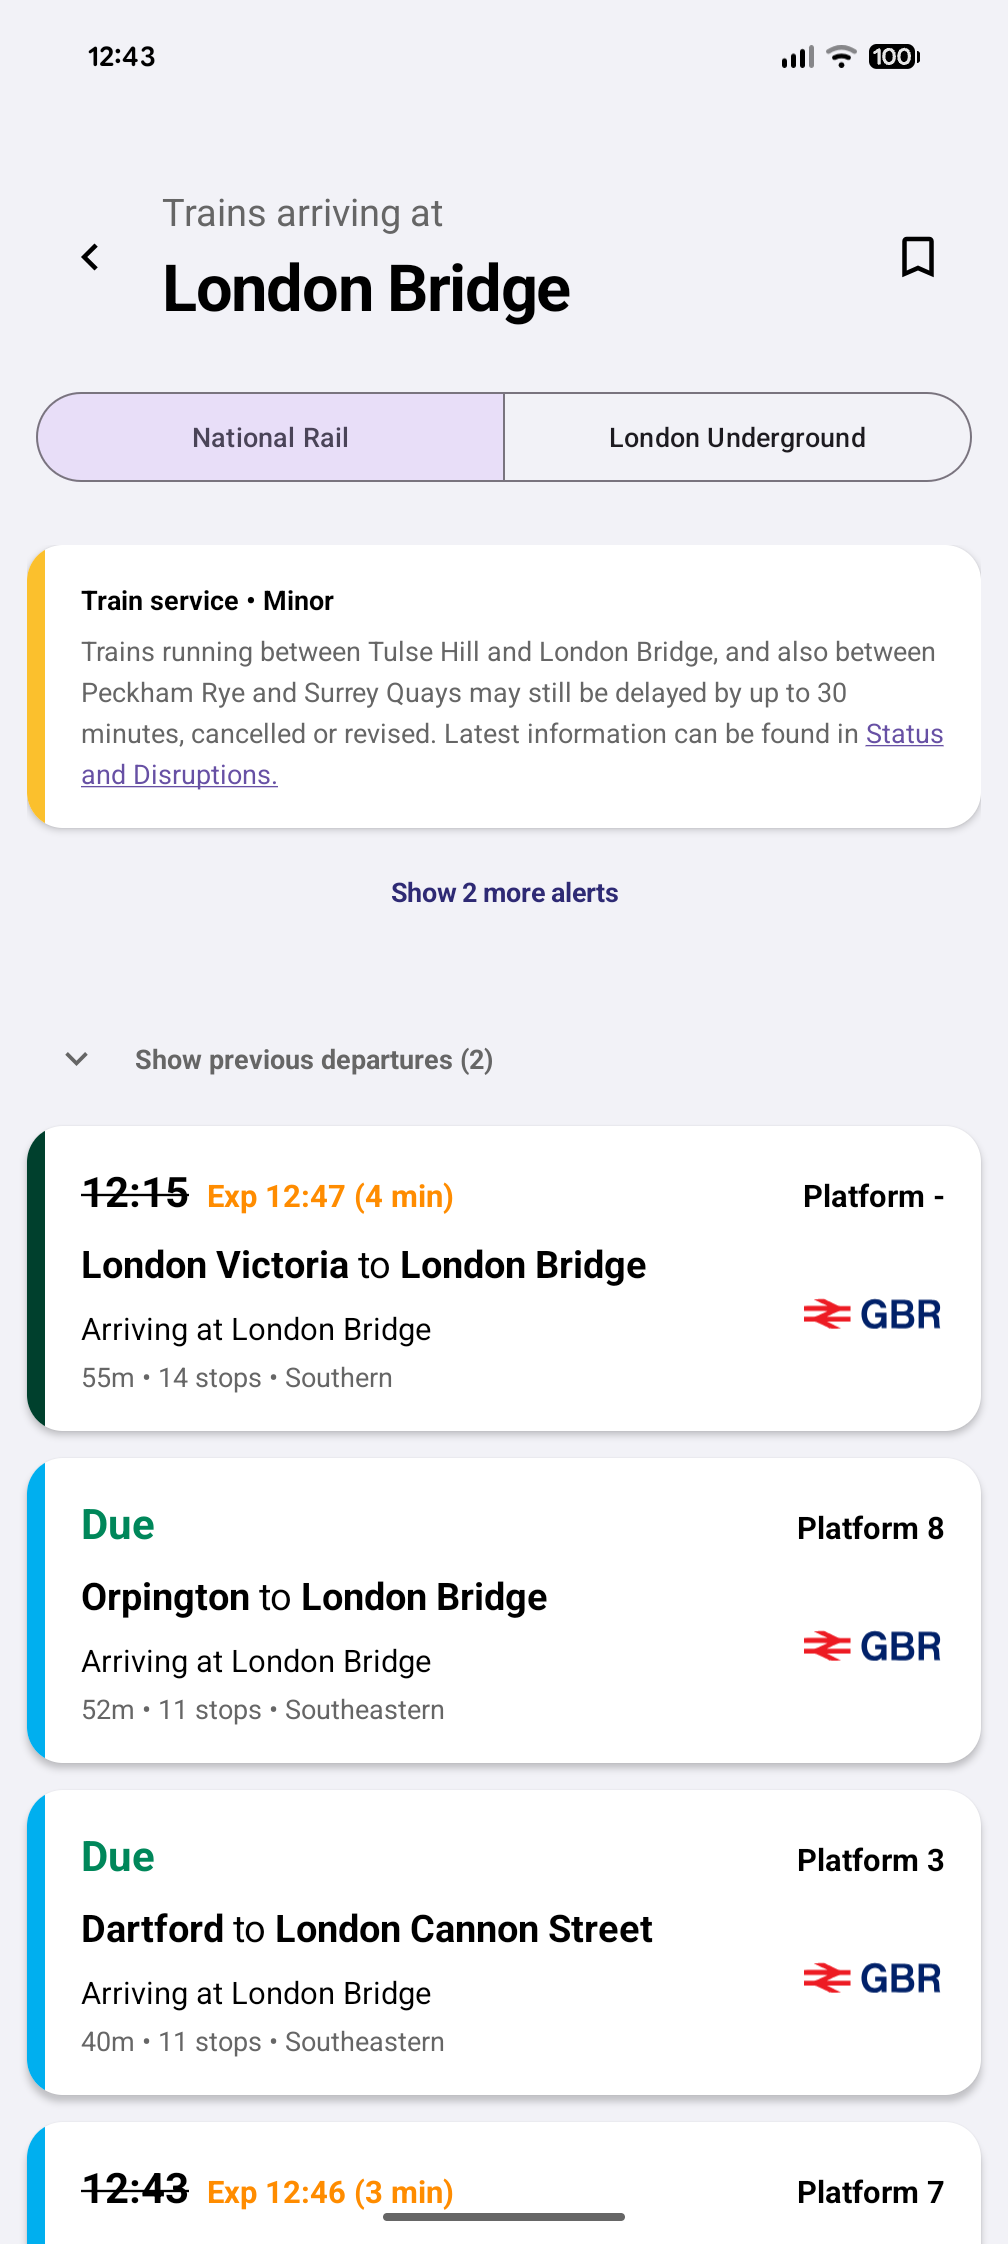 12:43
100
Trains arriving at
London Bridge
National Rail
London Underground
Train service • Minor
Trains running between Tulse Hill and London Bridge, and also between
Peckham Rye and Surrey Quays may still be delayed by up to 30
minutes, cancelled or revised. Latest information can be found in Status
and Disruptions.
Show 2 more alerts
Show previous departures (2)
12:15 Exp 12:47 (4 min) Platform -
London Victoria to London Bridge
GBR
Arriving at London Bridge
55m • 14 stops • Southern
Due Platform 8
Orpington to London Bridge
GBR
Arriving at London Bridge
52m • 11 stops • Southeastern
Due Platform 3
Dartford to London Cannon Street
GBR
Arriving at London Bridge
40m • 11 stops • Southeastern
12:43 Exp 12:46 (3 min) Platform 7